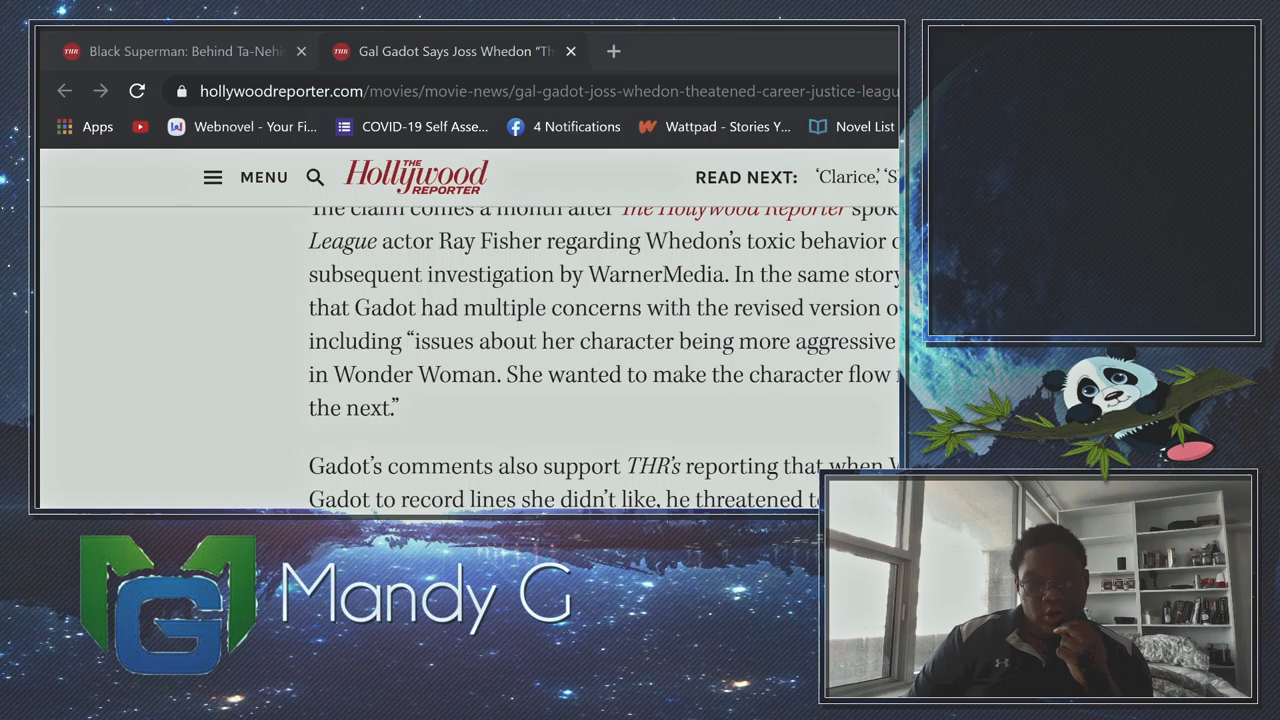 THR Black Superman: Behind Ta-Nehi
THR Gal Gadot Says Joss Whedon “Th
hollywoodreporter.com/movies/movie-news/gal-gadot-joss-whedon-theatened-career-justice-leagu
Apps
Webnovel - Your Fi...
COVID-19 Self Asse...
4 Notifications
Wattpad - Stories Y...
Novel List
MENU
THE
Hollywood
REPORTER
READ NEXT: ‘Clarice,’ ‘S
The claim comes a month after The Hollywood Reporter spok
League actor Ray Fisher regarding Whedon’s toxic behavior o
subsequent investigation by WarnerMedia. In the same story
that Gadot had multiple concerns with the revised version o
including “issues about her character being more aggressive
in Wonder Woman. She wanted to make the character flow
the next.”
Gadot’s comments also support THR’s reporting that when W
Gadot to record lines she didn’t like, he threatened to
MG
Mandy G